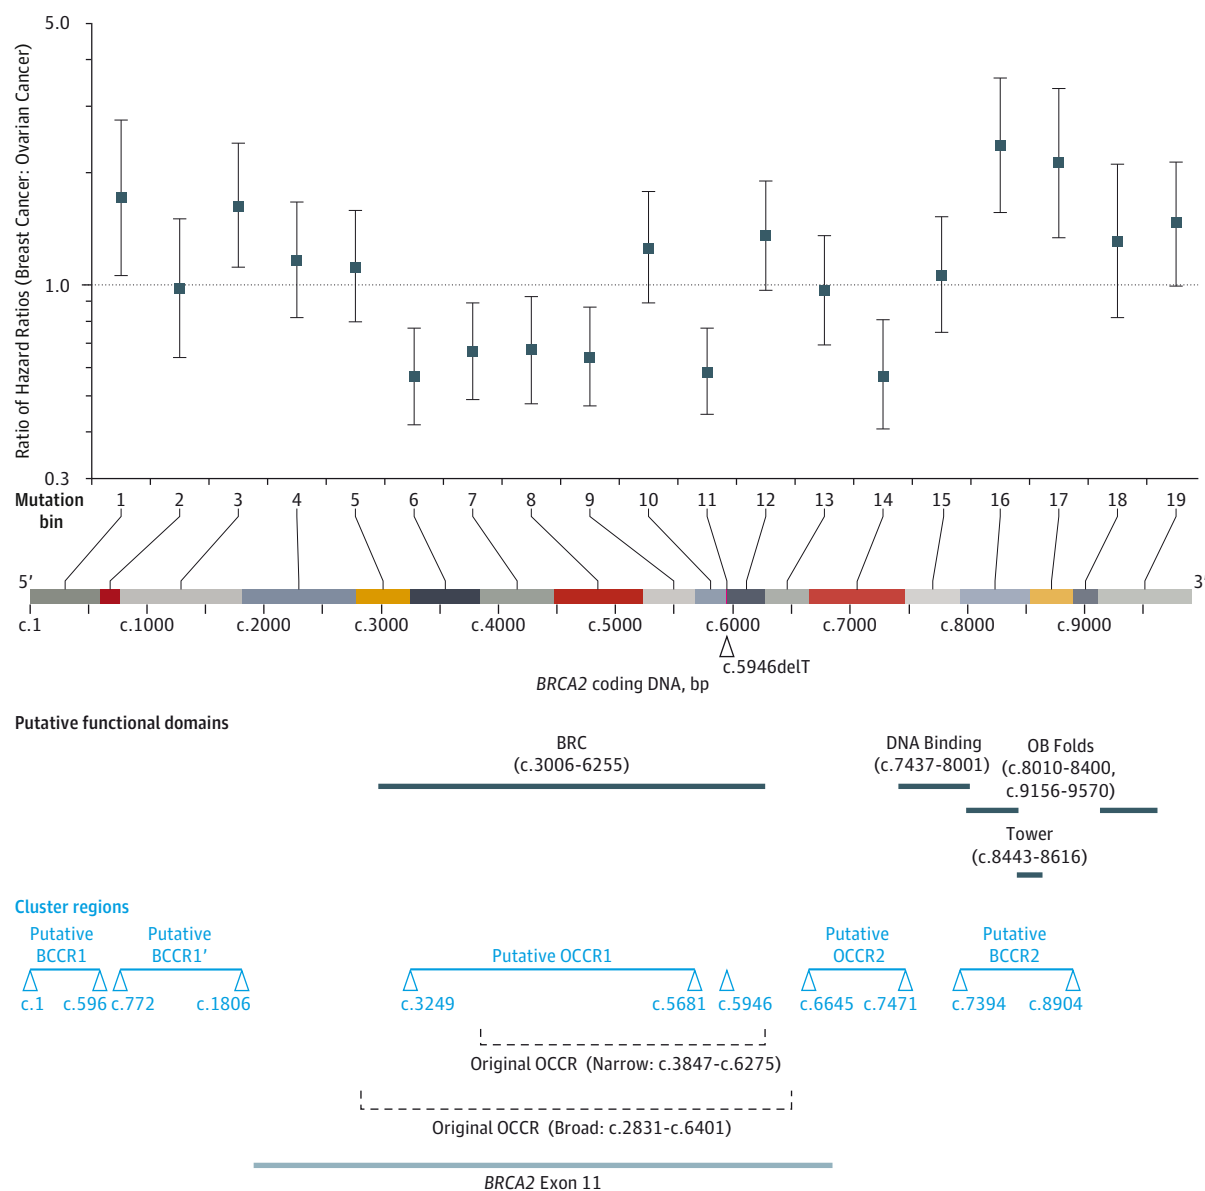 5.0
1.0
0.3
Ratio of Hazard Ratios (Breast Cancer: Ovarian Cancer)
Mutation bin
1 2 3 4 5 6 7 8 9 10 11 12 13 14 15 16 17 18 19
5′ 3′
c.1 c.1000 c.2000 c.3000 c.4000 c.5000 c.6000 c.7000 c.8000 c.9000
c.5946delT
BRCA2 coding DNA, bp
Putative functional domains
BRC
(c.3006-6255)
DNA Binding
(c.7437-8001)
OB Folds
(c.8010-8400,
c.9156-9570)
Tower
(c.8443-8616)
Cluster regions
Putative
BCCR1
Putative
BCCR1′
Putative OCCR1
Putative
OCCR2
Putative
BCCR2
c.1 c.596 c.772 c.1806 c.3249 c.5681 c.5946 c.6645 c.7471 c.7394 c.8904
Original OCCR (Narrow: c.3847-c.6275)
Original OCCR (Broad: c.2831-c.6401)
BRCA2 Exon 11